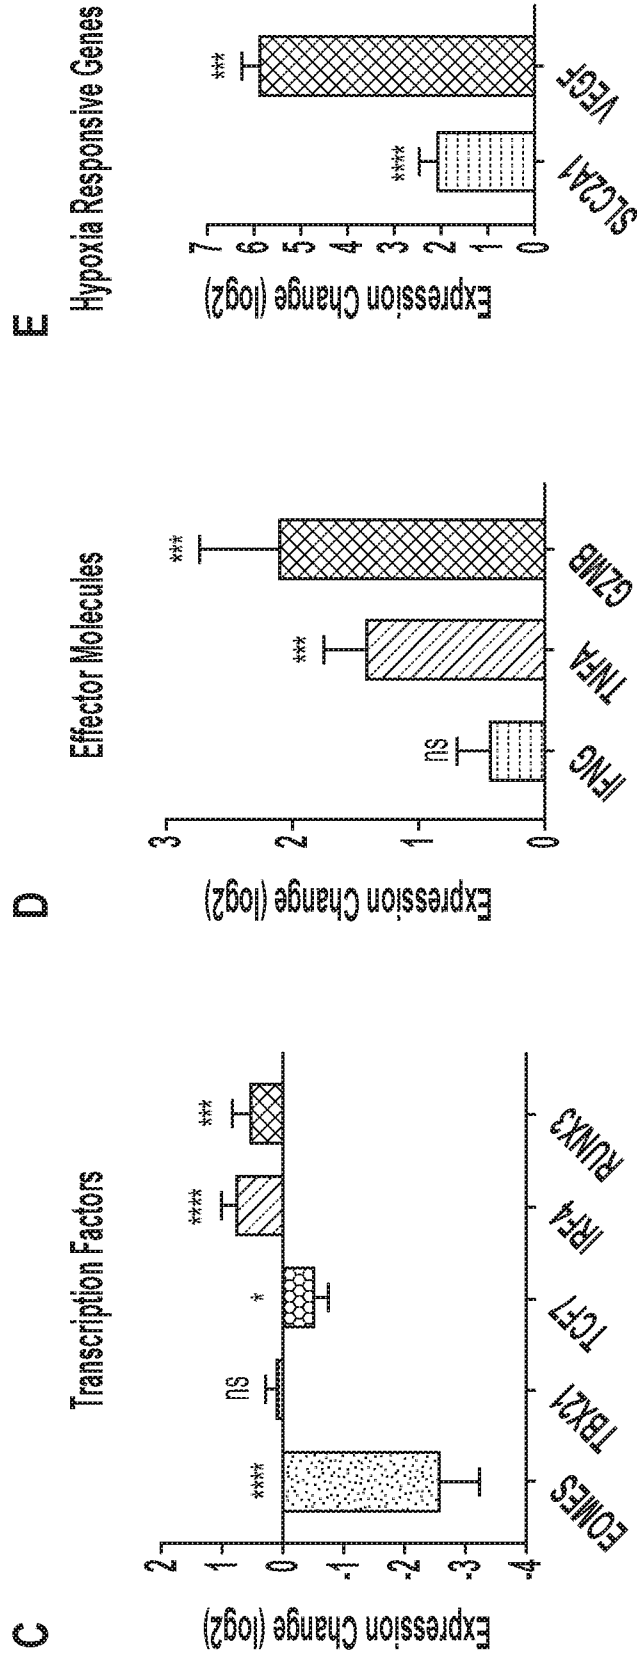 C
Transcription Factors
Expression Change (log2)
2
1
0
-1
-2
-3
-4
****
ns
*
****
***
EOMES
TBX21
TCF7
IRF4
RUNX3
D
Effector Molecules
Expression Change (log2)
3
2
1
0
ns
***
***
IFNG
TNFA
GZMB
E
Hypoxia Responsive Genes
Expression Change (log2)
7
6
5
4
3
2
1
0
****
***
SLC2A1
VEGF